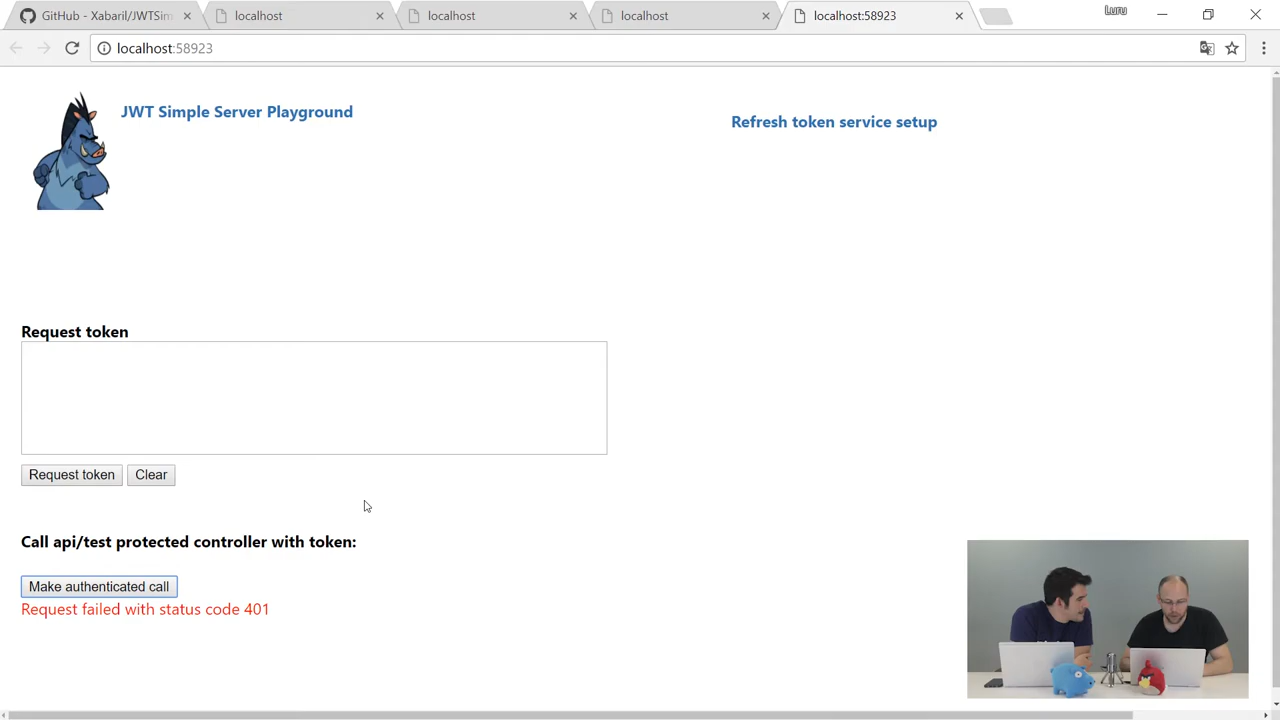 GitHub - Xabaril/JWTSim
localhost
localhost
localhost
localhost:58923
Luru
localhost:58923
JWT Simple Server Playground
Refresh token service setup
Request token
Request token
Clear
Call api/test protected controller with token:
Make authenticated call
Request failed with status code 401